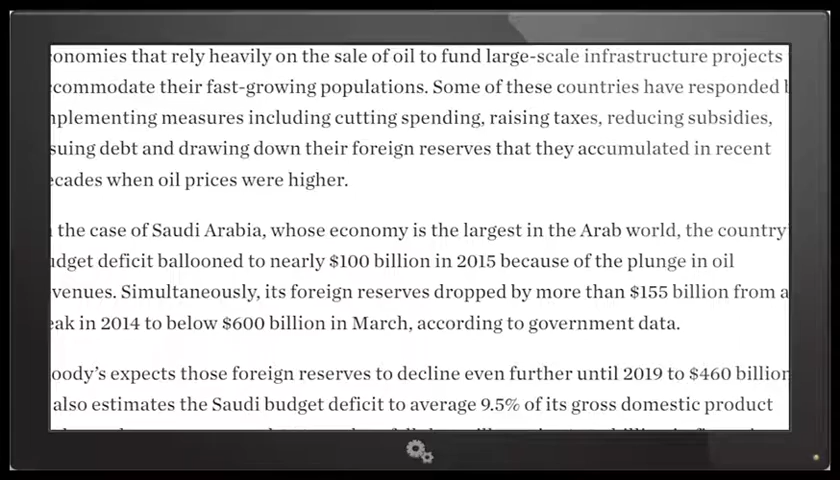 onomies that rely heavily on the sale of oil to fund large-scale infrastructure projects
commodate their fast-growing populations. Some of these countries have responded
plementing measures including cutting spending, raising taxes, reducing subsidies,
suing debt and drawing down their foreign reserves that they accumulated in recent
ecades when oil prices were higher.
the case of Saudi Arabia, whose economy is the largest in the Arab world, the country'
dget deficit ballooned to nearly $100 billion in 2015 because of the plunge in oil
venues. Simultaneously, its foreign reserves dropped by more than $155 billion from a
eak in 2014 to below $600 billion in March, according to government data.
oody's expects those foreign reserves to decline even further until 2019 to $460 billion
also estimates the Saudi budget deficit to average 9.5% of its gross domestic product